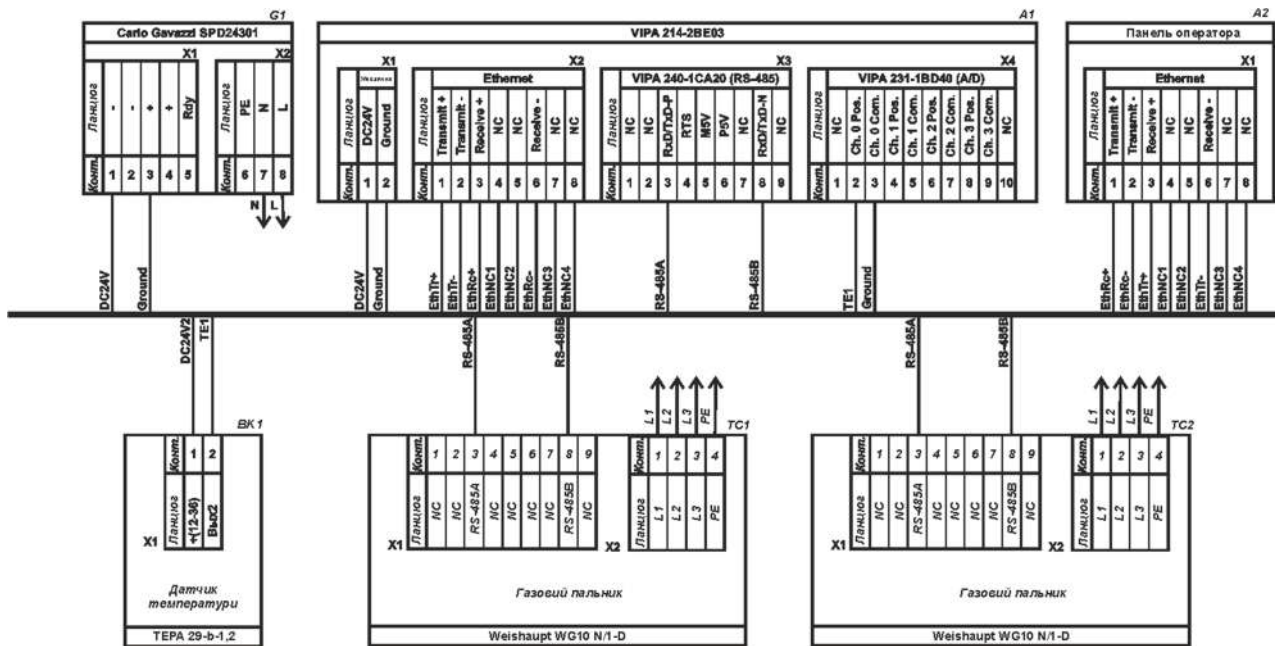 G1
A1
A2
Carlo Gavazzi SPD24301
VIPA 214-2BE03
Панель оператора
X1
X2
X1
X2
X3
X4
X1
Ethernet
VIPA 240-1CA20 (RS-485)
VIPA 231-1BD40 (A/D)
Ethernet
Ланцюг - - + + Rdy
Ланцюг PE N L
Ланцюг DC24V Ground
Ланцюг Transmit + Transmit - Receive + NC NC Receive - NC NC
Ланцюг NC NC RxD/TxD-P RTS M5V P5V NC RxD/TxD-N NC
Ланцюг NC Ch. 0 Pos. Ch. 0 Com. Ch. 1 Pos. Ch. 1 Com. Ch. 2 Pos. Ch. 2 Com. Ch. 3 Pos. Ch. 3 Com. NC
Ланцюг Transmit + Transmit - Receive + NC NC Receive - NC NC
Конт. 1 2 3 4 5
Конт. 6 7 8
Конт. 1 2
Конт. 1 2 3 4 5 6 7 8
Конт. 1 2 3 4 5 6 7 8 9
Конт. 1 2 3 4 5 6 7 8 9 10
Конт. 1 2 3 4 5 6 7 8
N L
DC24V Ground
DC24V Ground
EthTr+ EthTr- EthRc+ EthNC1 EthNC2 EthRc- EthNC3 EthNC4
RS-485A RS-485B
TE1 Ground
EthRc+ EthRc- EthTr+ EthNC1 EthNC2 EthTr- EthNC3 EthNC4
DC24V2 TE1
RS-485A RS-485B
RS-485A RS-485B
L1 L2 L3 PE
L1 L2 L3 PE
BK1
TC1
TC2
Конт. 1 2
Ланцюг +(12-36) Вых2
X1
Датчик
температури
TEPA 29-b-1,2
Конт. 1 2 3 4 5 6 7 8 9
Ланцюг NC NC RS-485A NC NC NC NC RS-485B NC
X1
Конт. 1 2 3 4
Ланцюг L1 L2 L3 PE
X2
Газовий пальник
Weishaupt WG10 N/1-D
Конт. 1 2 3 4 5 6 7 8 9
Ланцюг NC NC RS-485A NC NC NC NC RS-485B NC
X1
Конт. 1 2 3 4
Ланцюг L1 L2 L3 PE
X2
Газовий пальник
Weishaupt WG10 N/1-D